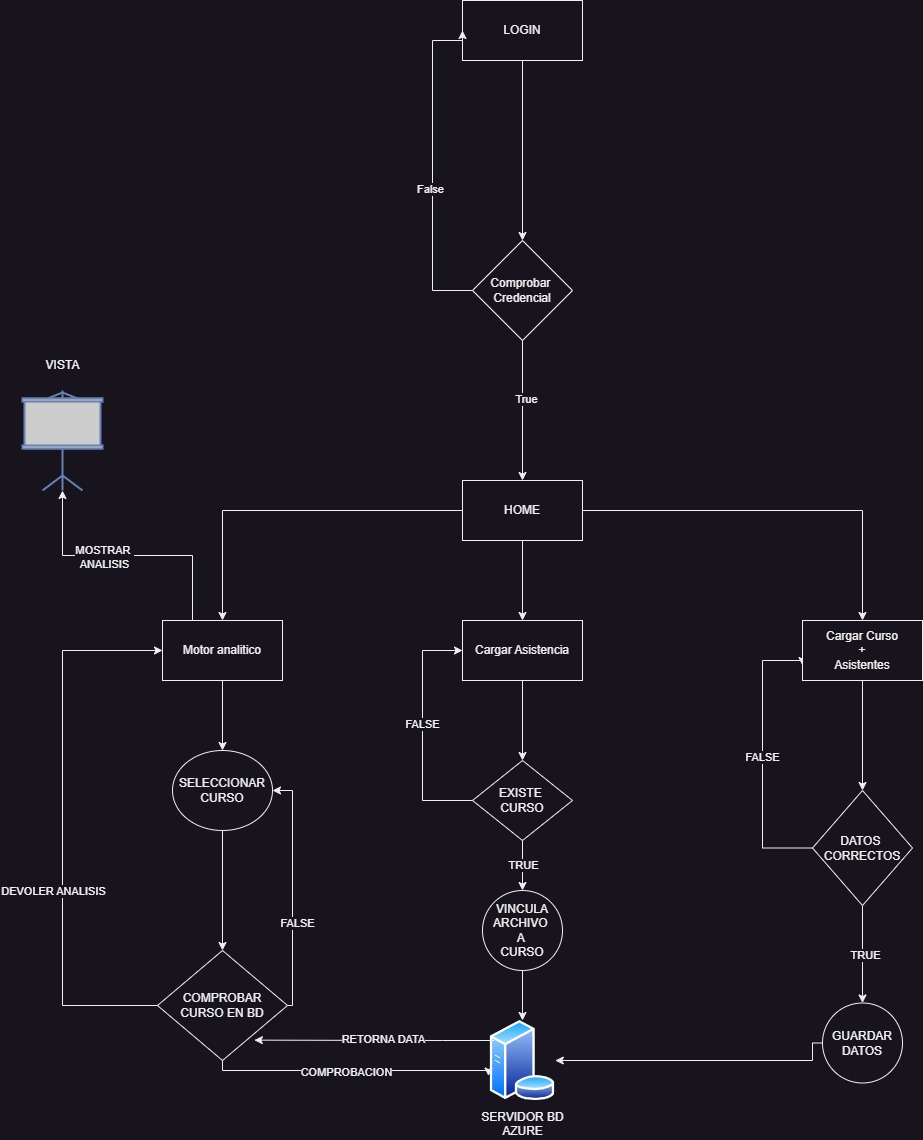 LOGIN
False
Comprobar
Credencial
VISTA
True
HOME
MOSTRAR
ANALISIS
Motor analitico
Cargar Asistencia
Cargar Curso
+
Asistentes
FALSE
FALSE
SELECCIONAR
CURSO
EXISTE
CURSO
DATOS
CORRECTOS
TRUE
DEVOLER ANALISIS
FALSE
VINCULA
ARCHIVO
A
CURSO
TRUE
COMPROBAR
CURSO EN BD
RETORNA DATA
GUARDAR
DATOS
COMPROBACION
SERVIDOR BD
AZURE